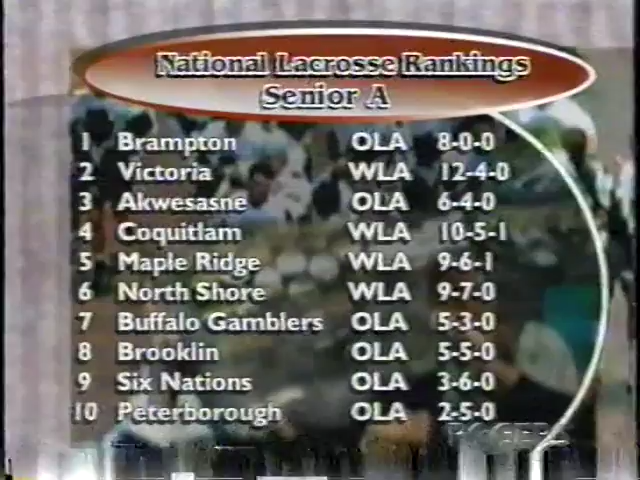 National Lacrosse Rankings
Senior A
1 Brampton OLA 8-0-0
2 Victoria WLA 12-4-0
3 Akwesasne OLA 6-4-0
4 Coquitlam WLA 10-5-1
5 Maple Ridge WLA 9-6-1
6 North Shore WLA 9-7-0
7 Buffalo Gamblers OLA 5-3-0
8 Brooklin OLA 5-5-0
9 Six Nations OLA 3-6-0
10 Peterborough OLA 2-5-0
ROGERS